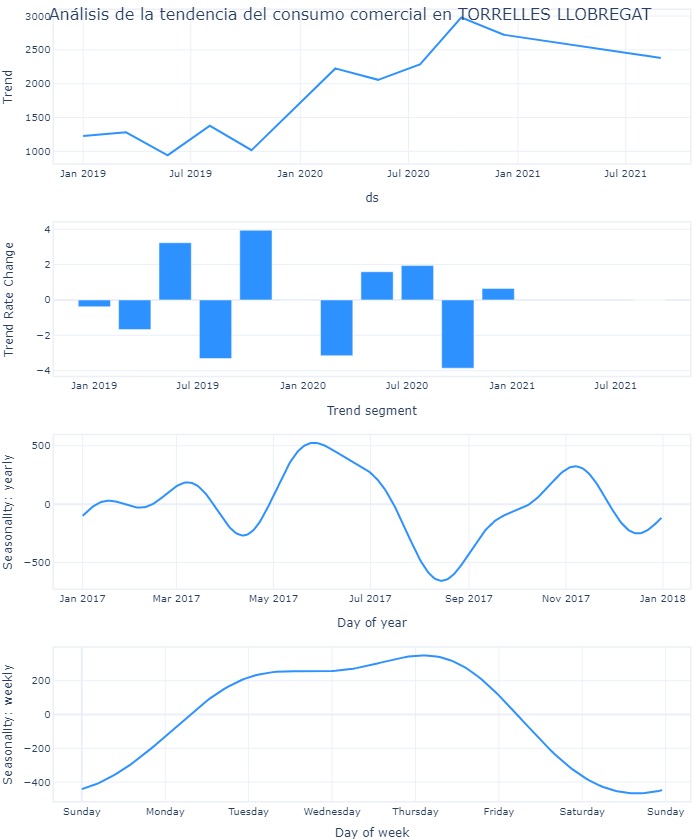 Análisis de la tendencia del consumo comercial en TORRELLES LLOBREGAT
3000
2500
2000
1500
1000
Trend
Jan 2019 Jul 2019 Jan 2020 Jul 2020 Jan 2021 Jul 2021
ds
4
2
0
−2
−4
Trend Rate Change
Jan 2019 Jul 2019 Jan 2020 Jul 2020 Jan 2021 Jul 2021
Trend segment
500
0
−500
Seasonality: yearly
Jan 2017 Mar 2017 May 2017 Jul 2017 Sep 2017 Nov 2017 Jan 2018
Day of year
200
0
−200
−400
Seasonality: weekly
Sunday Monday Tuesday Wednesday Thursday Friday Saturday Sunday
Day of week